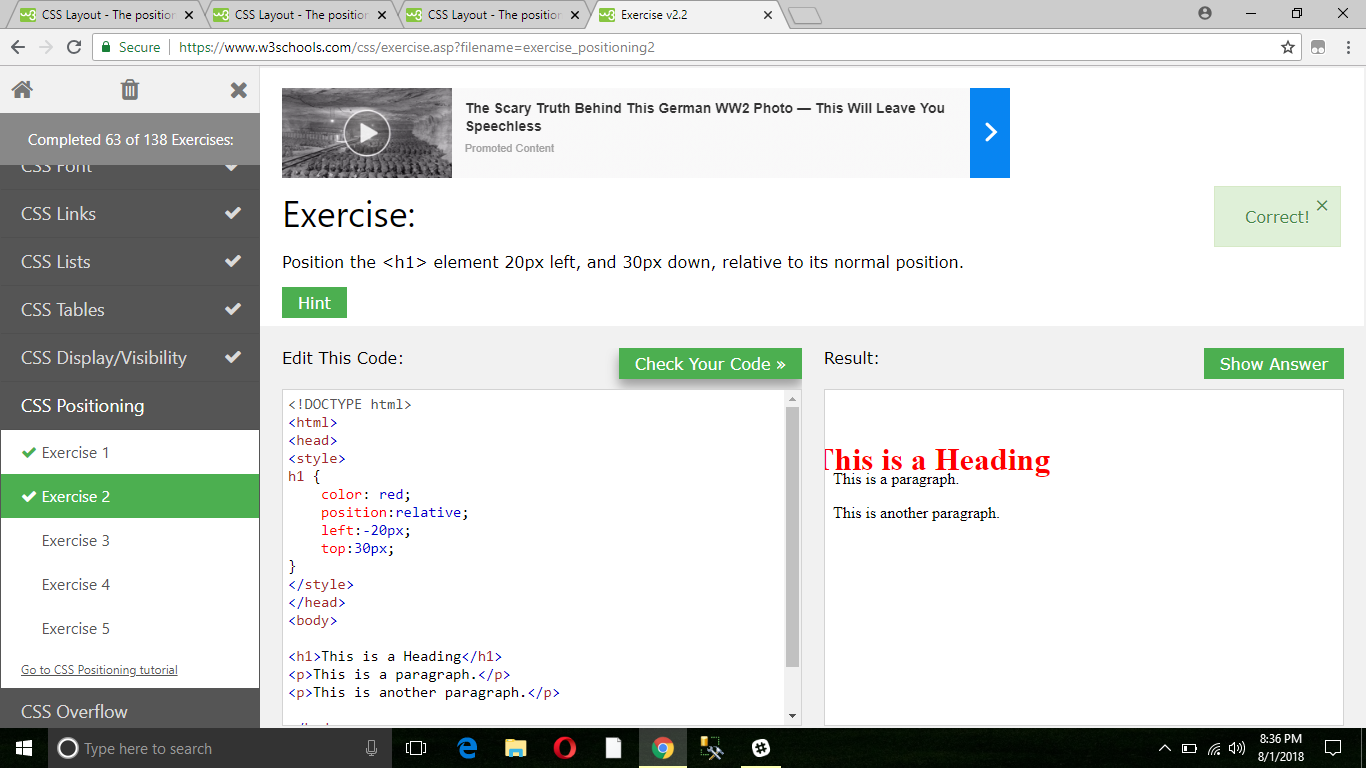 CSS Layout - The position
CSS Layout - The position
CSS Layout - The position
Exercise v2.2
Secure
https://www.w3schools.com/css/exercise.asp?filename=exercise_positioning2
Completed 63 of 138 Exercises:
CSS Font
CSS Links
CSS Lists
CSS Tables
CSS Display/Visibility
CSS Positioning
Exercise 1
Exercise 2
Exercise 3
Exercise 4
Exercise 5
Go to CSS Positioning tutorial
CSS Overflow
The Scary Truth Behind This German WW2 Photo — This Will Leave You
Speechless
Promoted Content
Exercise:
Correct!
Position the <h1> element 20px left, and 30px down, relative to its normal position.
Hint
Edit This Code:
Check Your Code »
<!DOCTYPE html>
<html>
<head>
<style>
h1 {
    color: red;
    position:relative;
    left:-20px;
    top:30px;
}
</style>
</head>
<body>
<h1>This is a Heading</h1>
<p>This is a paragraph.</p>
<p>This is another paragraph.</p>
Result:
Show Answer
This is a Heading
This is a paragraph.
This is another paragraph.
Type here to search
8:36 PM
8/1/2018